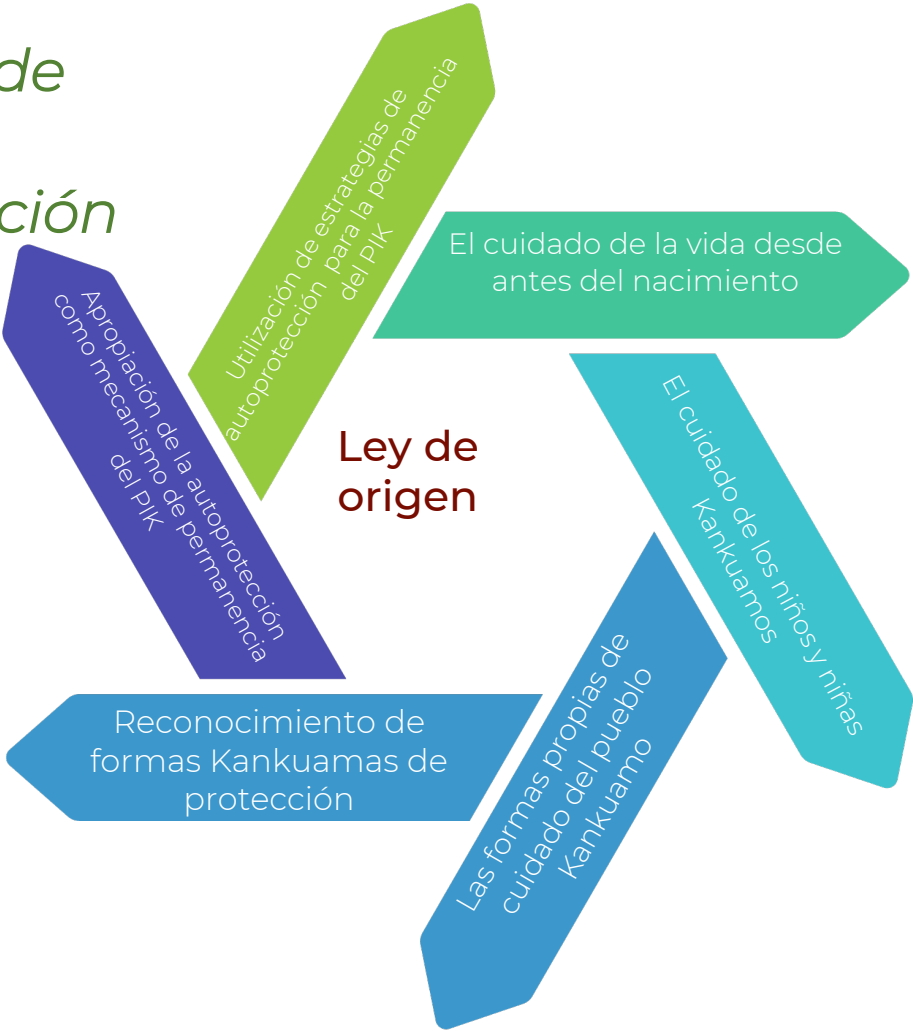 de
ción
Utilización de estrategias de
autoprotección para la permanencia
del PIK
El cuidado de la vida desde
antes del nacimiento
El cuidado de los niños y niñas
Kankuamos
Las formas propias de
cuidado del pueblo
Kankuamo
Reconocimiento de
formas Kankuamas de
protección
Apropiación de la autoprotección
como mecanismo de permanencia
del PIK
Ley de
origen